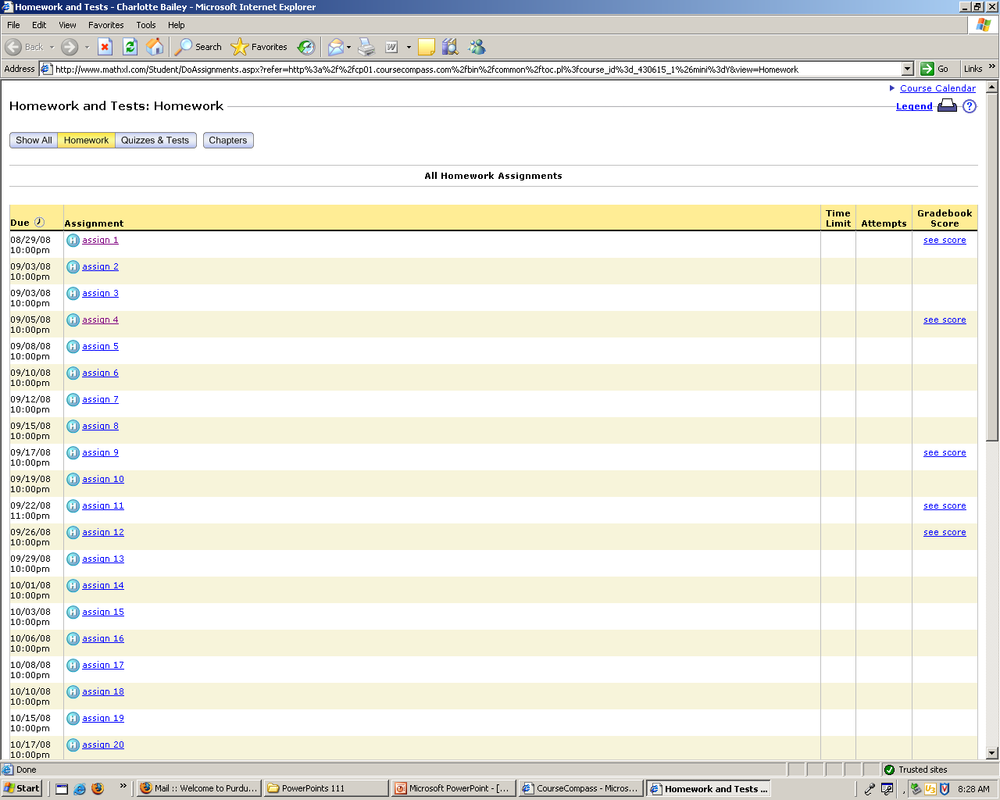 Homework and Tests - Charlotte Bailey - Microsoft Internet Explorer
File Edit View Favorites Tools Help
Back Search Favorites
Address http://www.mathxl.com/Student/DoAssignments.aspx?refer=http%3a%2f%2fcp01.coursecompass.com%2fbin%2fcommon%2ftoc.pl%3fcourse_id%3d_430615_1%26mini%3dY&view=Homework Go Links »
Course Calendar
Homework and Tests: Homework Legend ?
Show All Homework Quizzes & Tests Chapters
All Homework Assignments
Due Assignment Time Limit Attempts Gradebook Score
08/29/08 10:00pm H assign 1 see score
09/03/08 10:00pm H assign 2
09/03/08 10:00pm H assign 3
09/05/08 10:00pm H assign 4 see score
09/08/08 10:00pm H assign 5
09/10/08 10:00pm H assign 6
09/12/08 10:00pm H assign 7
09/15/08 10:00pm H assign 8
09/17/08 10:00pm H assign 9 see score
09/19/08 10:00pm H assign 10
09/22/08 11:00pm H assign 11 see score
09/26/08 10:00pm H assign 12 see score
09/29/08 10:00pm H assign 13
10/01/08 10:00pm H assign 14
10/03/08 10:00pm H assign 15
10/06/08 10:00pm H assign 16
10/08/08 10:00pm H assign 17
10/10/08 10:00pm H assign 18
10/15/08 10:00pm H assign 19
10/17/08 10:00pm H assign 20
Done Trusted sites
Start » Mail :: Welcome to Purdu... PowerPoints 111 Microsoft PowerPoint - [... CourseCompass - Micros... Homework and Tests ... 8:28 AM